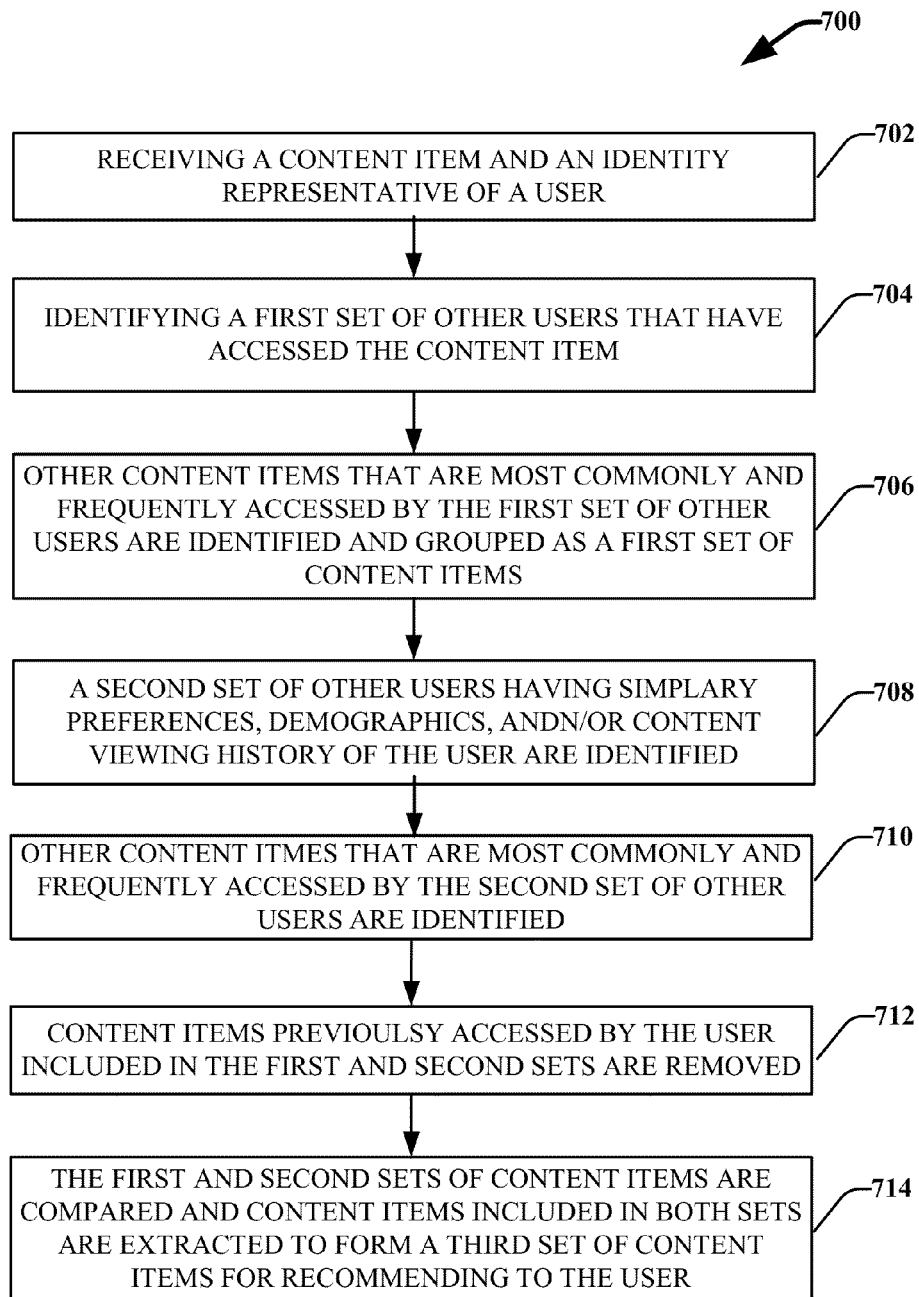 700
702
RECEIVING A CONTENT ITEM AND AN IDENTITY
REPRESENTATIVE OF A USER
704
IDENTIFYING A FIRST SET OF OTHER USERS THAT HAVE
ACCESSED THE CONTENT ITEM
706
OTHER CONTENT ITEMS THAT ARE MOST COMMONLY AND
FREQUENTLY ACCESSED BY THE FIRST SET OF OTHER
USERS ARE IDENTIFIED AND GROUPED AS A FIRST SET OF
CONTENT ITEMS
708
A SECOND SET OF OTHER USERS HAVING SIMPLARY
PREFERENCES, DEMOGRAPHICS, ANDN/OR CONTENT
VIEWING HISTORY OF THE USER ARE IDENTIFIED
710
OTHER CONTENT ITMES THAT ARE MOST COMMONLY AND
FREQUENTLY ACCESSED BY THE SECOND SET OF OTHER
USERS ARE IDENTIFIED
712
CONTENT ITEMS PREVIOULSY ACCESSED BY THE USER
INCLUDED IN THE FIRST AND SECOND SETS ARE REMOVED
714
THE FIRST AND SECOND SETS OF CONTENT ITEMS ARE
COMPARED AND CONTENT ITEMS INCLUDED IN BOTH SETS
ARE EXTRACTED TO FORM A THIRD SET OF CONTENT
ITEMS FOR RECOMMENDING TO THE USER